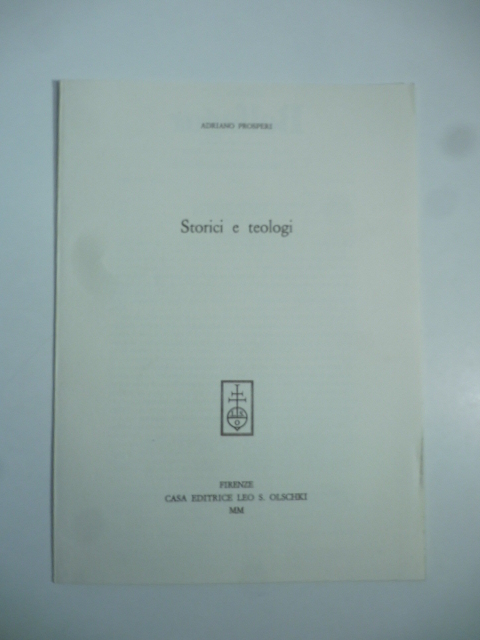 ADRIANO PROSPERI
Storici e teologi
L S
O
FIRENZE
CASA EDITRICE LEO S. OLSCHKI
MM